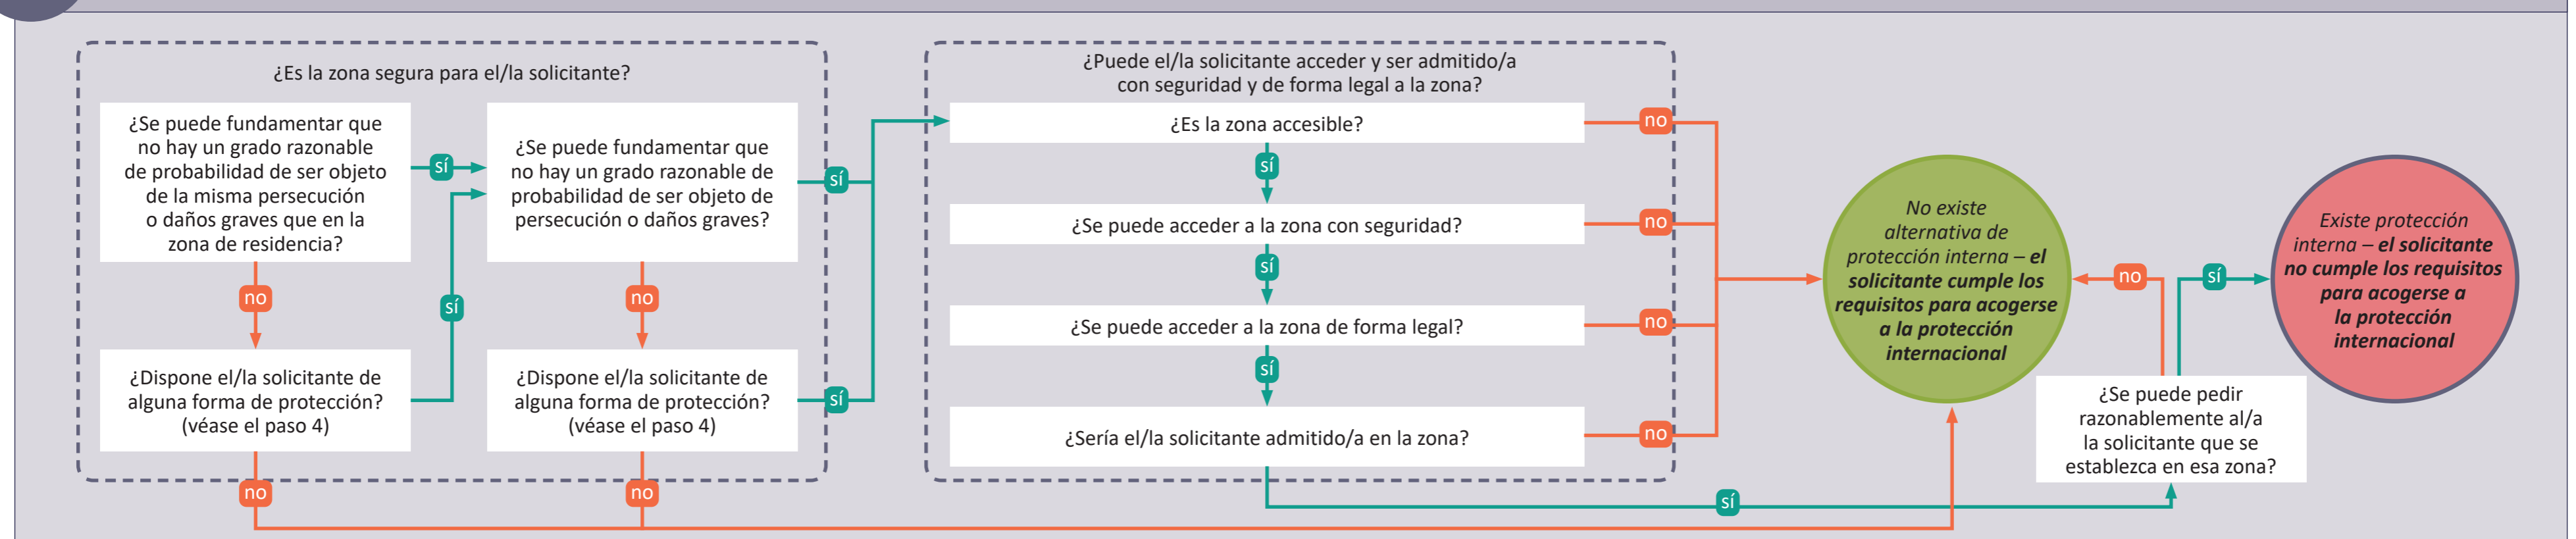 ¿Es la zona segura para el/la solicitante?
¿Se puede fundamentar que
no hay un grado razonable
de probabilidad de ser objeto
de la misma persecución
o daños graves que en la
zona de residencia?
sí
¿Se puede fundamentar que
no hay un grado razonable de
probabilidad de ser objeto de
persecución o daños graves?
sí
no
sí
no
¿Dispone el/la solicitante de
alguna forma de protección?
(véase el paso 4)
¿Dispone el/la solicitante de
alguna forma de protección?
(véase el paso 4)
sí
no
no
¿Puede el/la solicitante acceder y ser admitido/a
con seguridad y de forma legal a la zona?
¿Es la zona accesible?
no
sí
¿Se puede acceder a la zona con seguridad?
no
sí
¿Se puede acceder a la zona de forma legal?
no
sí
¿Sería el/la solicitante admitido/a en la zona?
no
sí
No existe
alternativa de
protección interna – el
solicitante cumple los
requisitos para acogerse
a la protección
internacional
no
sí
¿Se puede pedir
razonablemente al/a
la solicitante que se
establezca en esa zona?
Existe protección
interna – el solicitante
no cumple los requisitos
para acogerse a
la protección
internacional